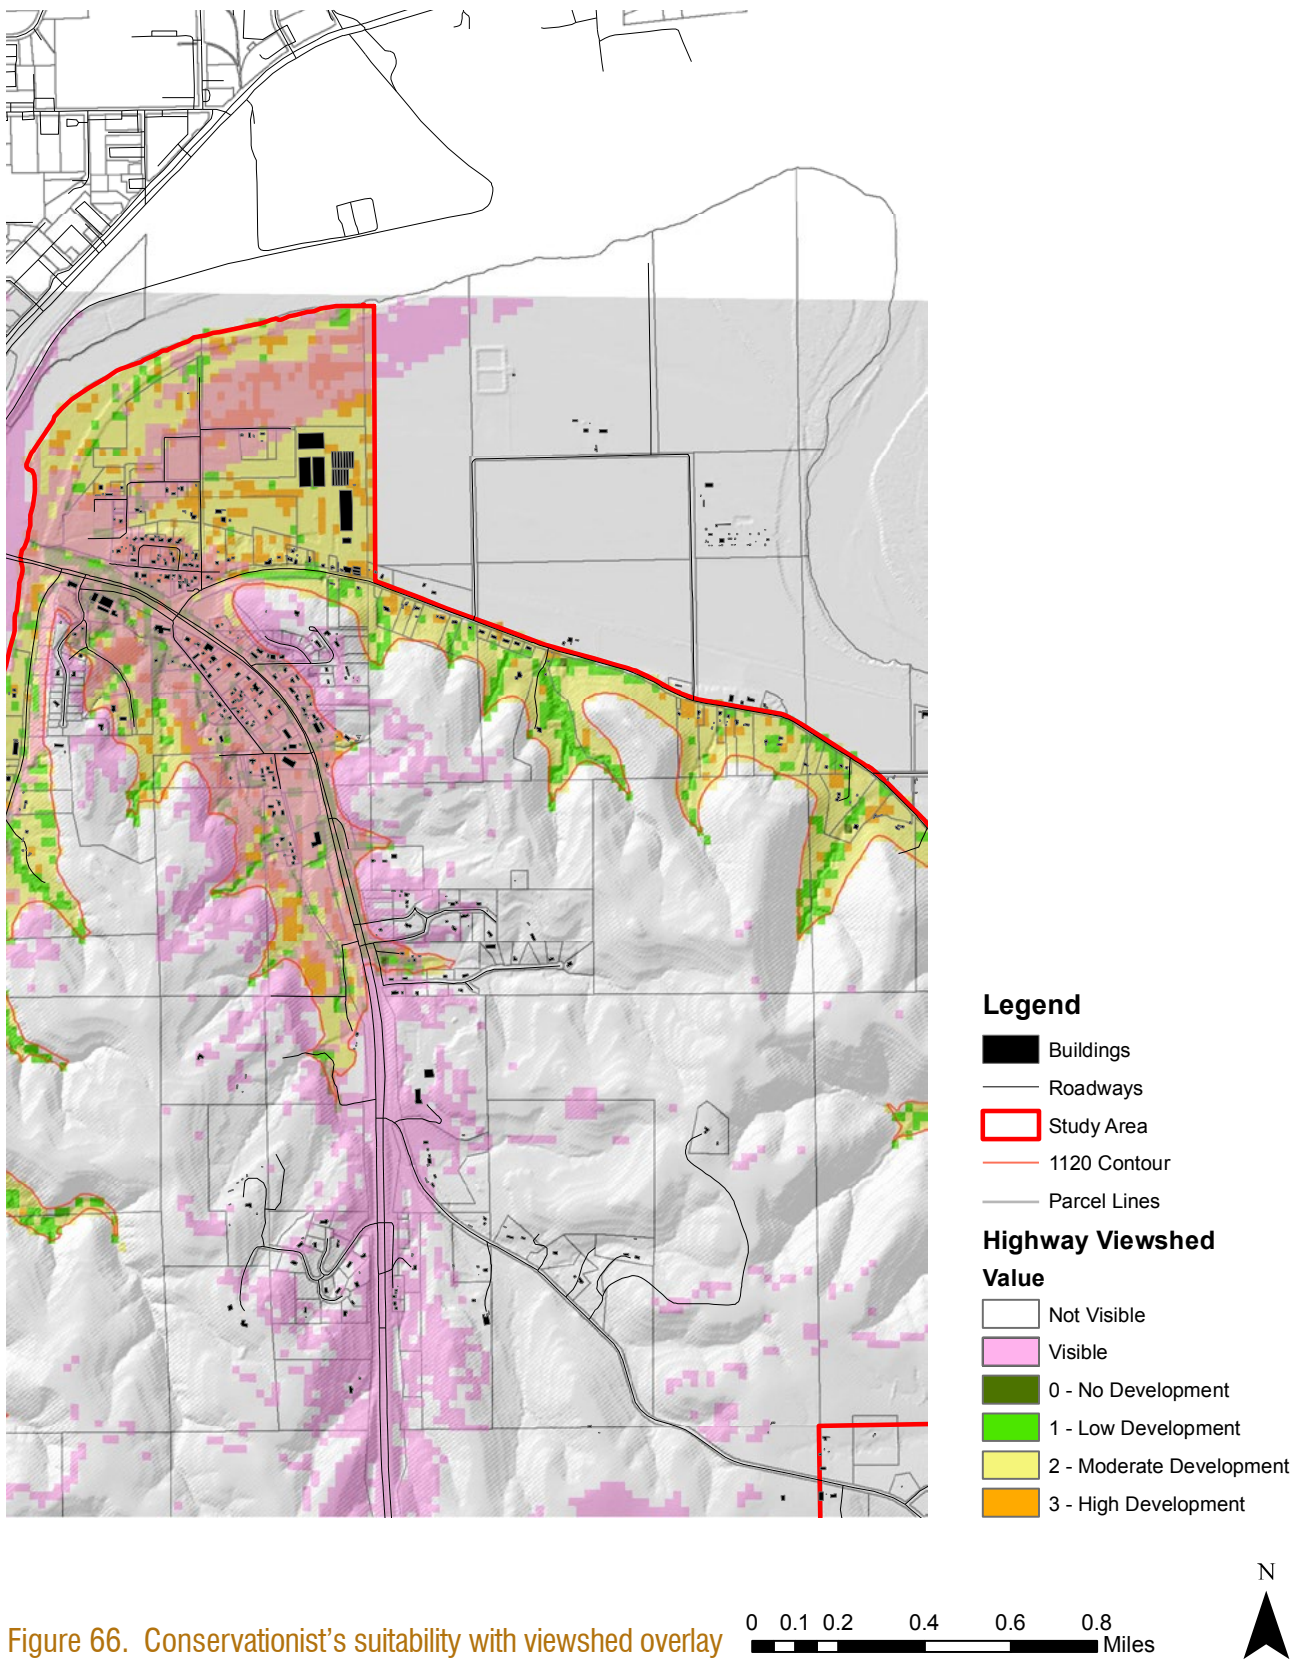 Legend
Buildings
Roadways
Study Area
1120 Contour
Parcel Lines
Highway Viewshed
Value
Not Visible
Visible
0 - No Development
1 - Low Development
2 - Moderate Development
3 - High Development
N
Figure 66. Conservationist's suitability with viewshed overlay
0 0.1 0.2 0.4 0.6 0.8
Miles